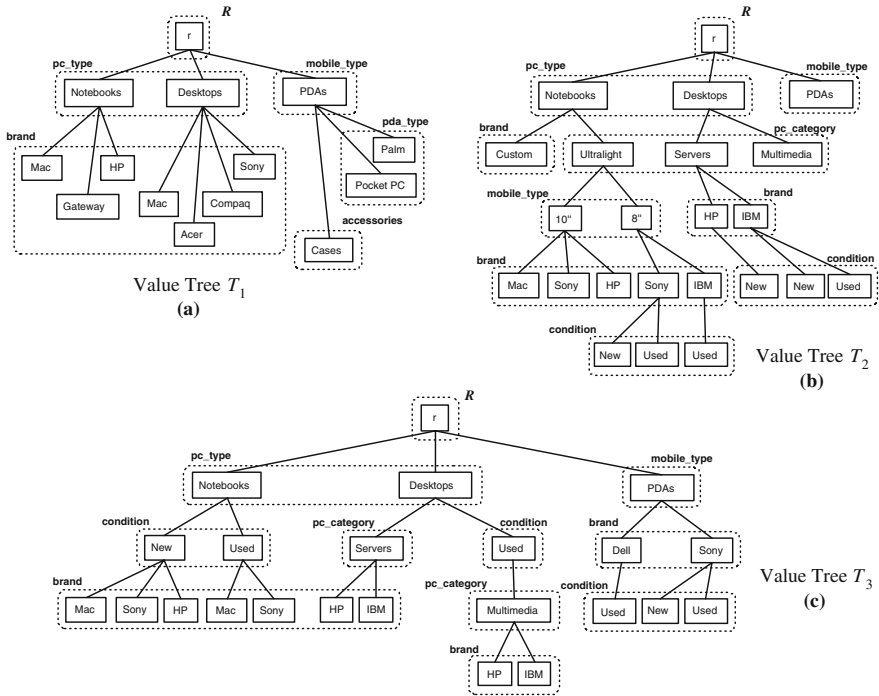 R
r
pc_type
mobile_type
Notebooks
Desktops
PDAs
brand
pda_type
Mac
HP
Sony
Palm
Gateway
Mac
Compaq
Pocket PC
Acer
accessories
Cases
Value Tree T1
(a)
R
r
pc_type
mobile_type
Notebooks
Desktops
PDAs
brand
pc_category
Custom
Ultralight
Servers
Multimedia
mobile_type
brand
10"
8"
HP
IBM
brand
condition
Mac
Sony
HP
Sony
IBM
New
New
Used
condition
New
Used
Used
Value Tree T2
(b)
R
r
pc_type
mobile_type
Notebooks
Desktops
PDAs
condition
pc_category
condition
brand
New
Used
Servers
Used
Dell
Sony
brand
pc_category
condition
Mac
Sony
HP
Mac
Sony
HP
IBM
Multimedia
Used
New
Used
brand
HP
IBM
Value Tree T3
(c)